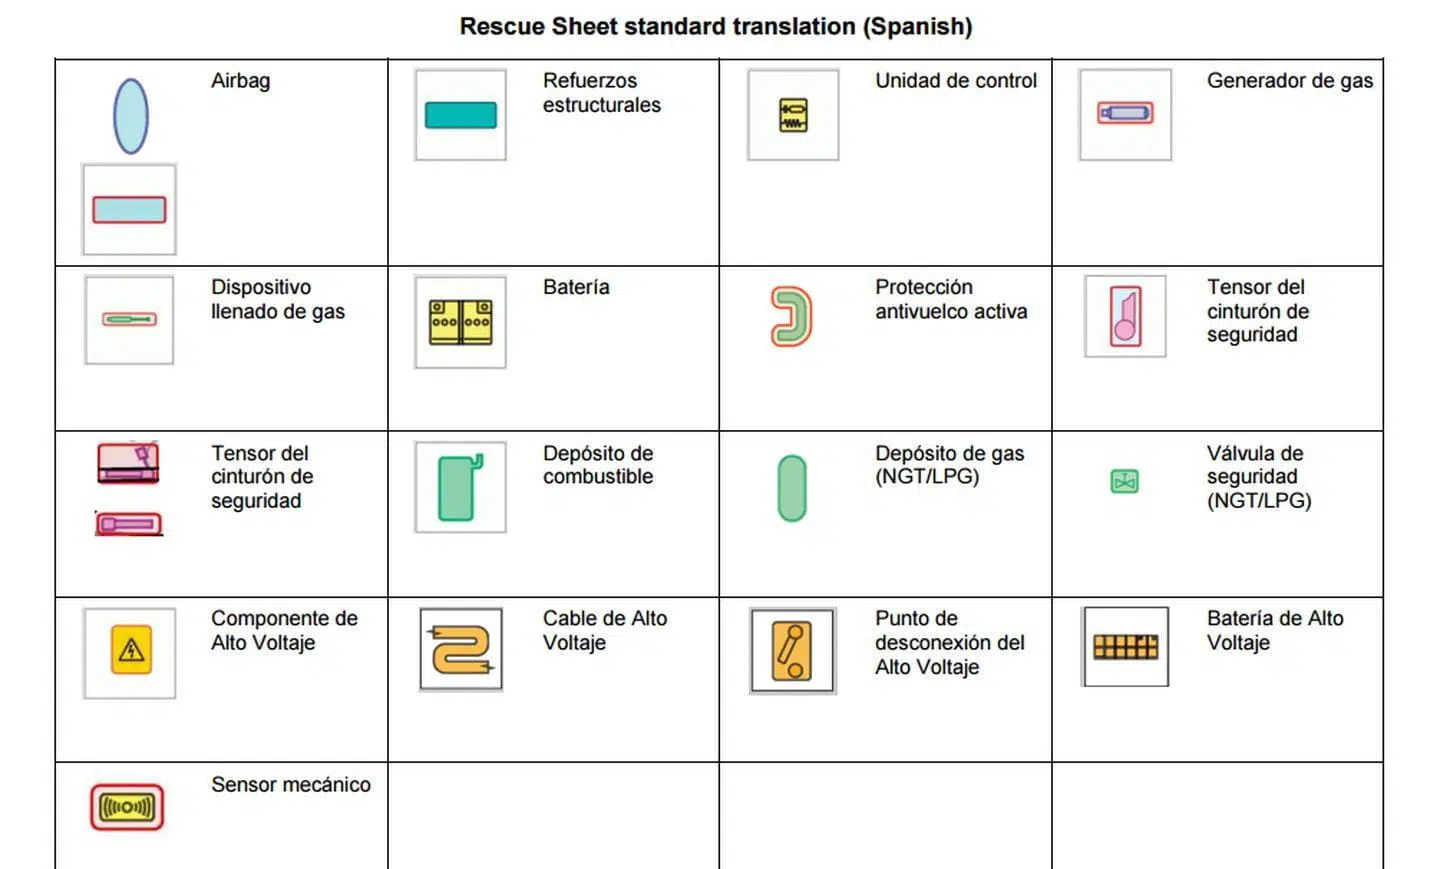 Rescue Sheet standard translation (Spanish)
Airbag
Refuerzos
estructurales
Unidad de control
Generador de gas
Dispositivo
llenado de gas
Batería
Protección
antivuelco activa
Tensor del
cinturón de
seguridad
Tensor del
cinturón de
seguridad
Depósito de
combustible
Depósito de gas
(NGT/LPG)
Válvula de
seguridad
(NGT/LPG)
Componente de
Alto Voltaje
Cable de Alto
Voltaje
Punto de
desconexión del
Alto Voltaje
Batería de Alto
Voltaje
Sensor mecánico